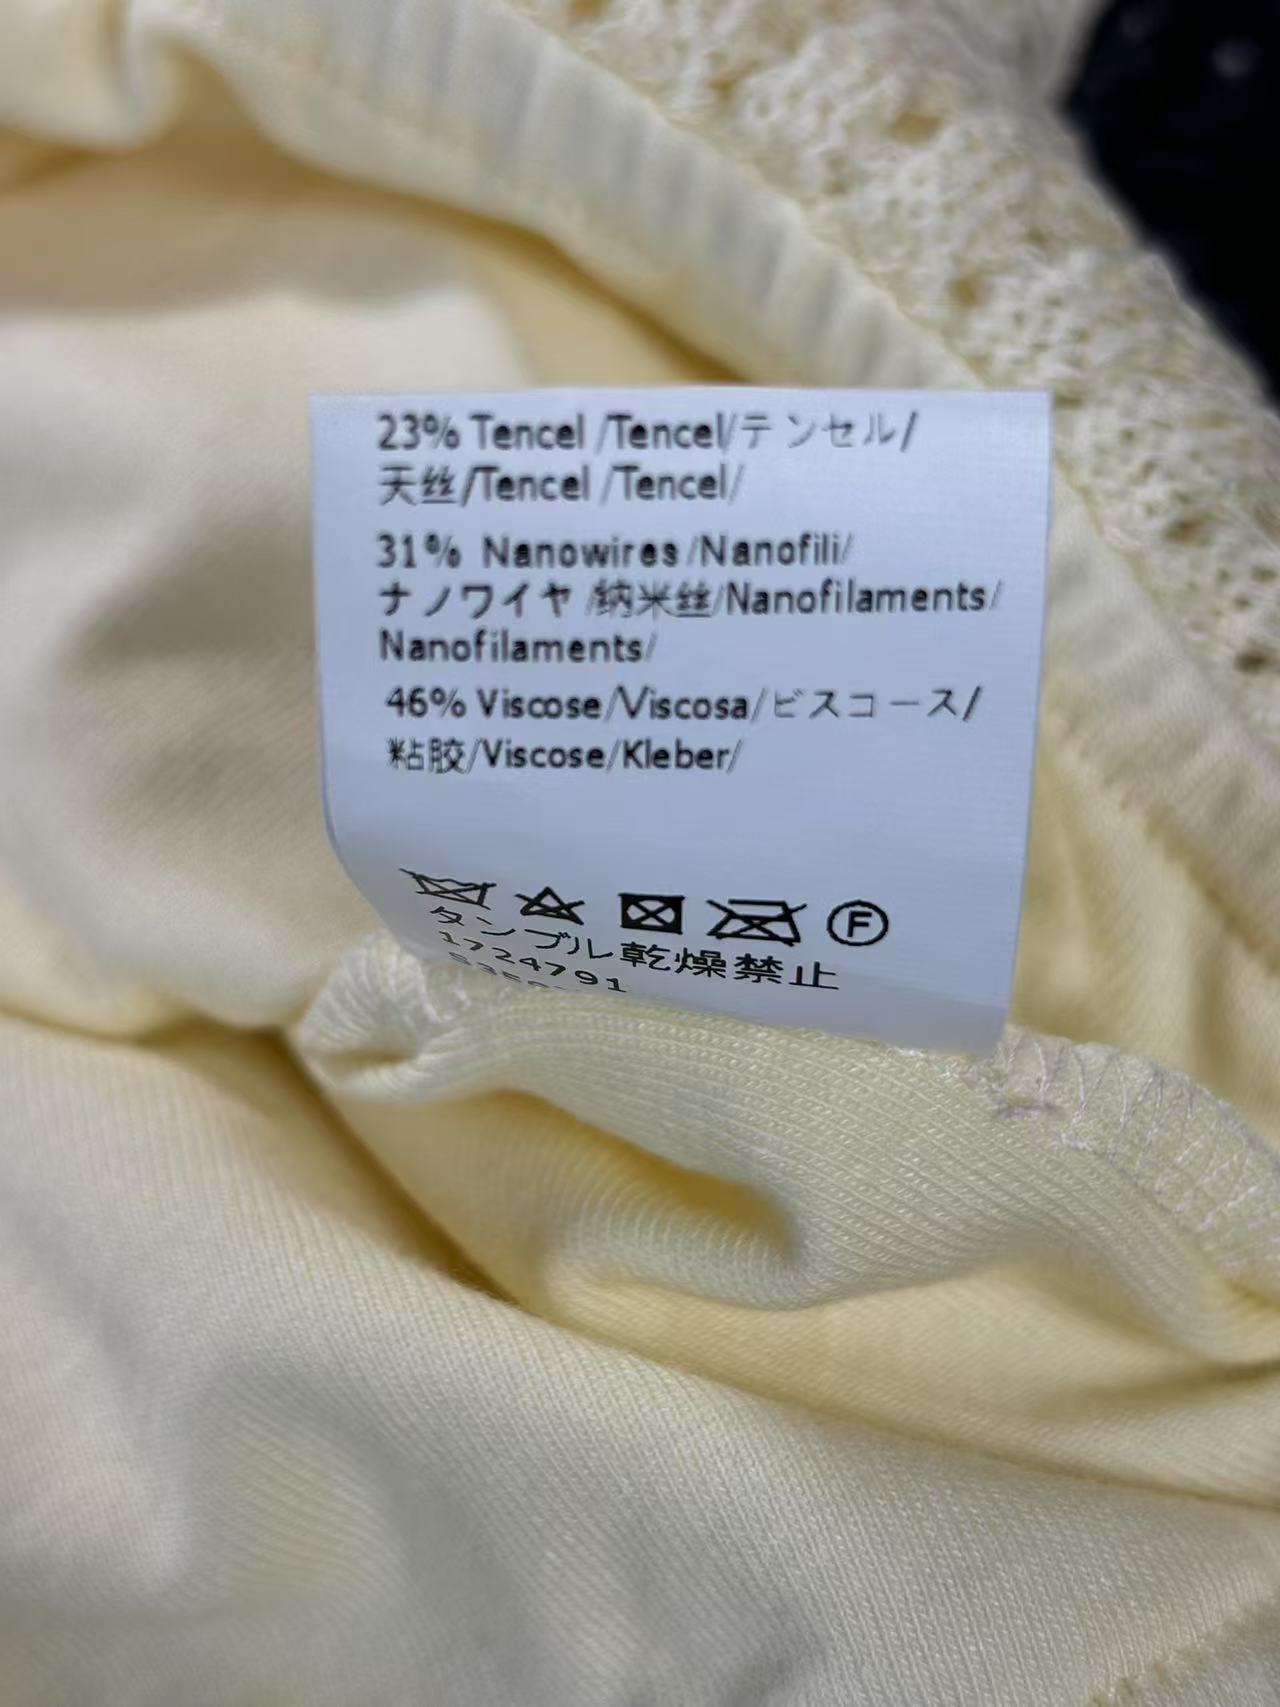 23% Tencel /Tencel/テンセル/
天丝/Tencel /Tencel/
31% Nanowires /Nanofili/
ナノワイヤ /纳米丝/Nanofilaments/
Nanofilaments/
46% Viscose/Viscosa/ビスコース/
粘胶/Viscose/Kleber/
F
タンブル乾燥禁止
1724791